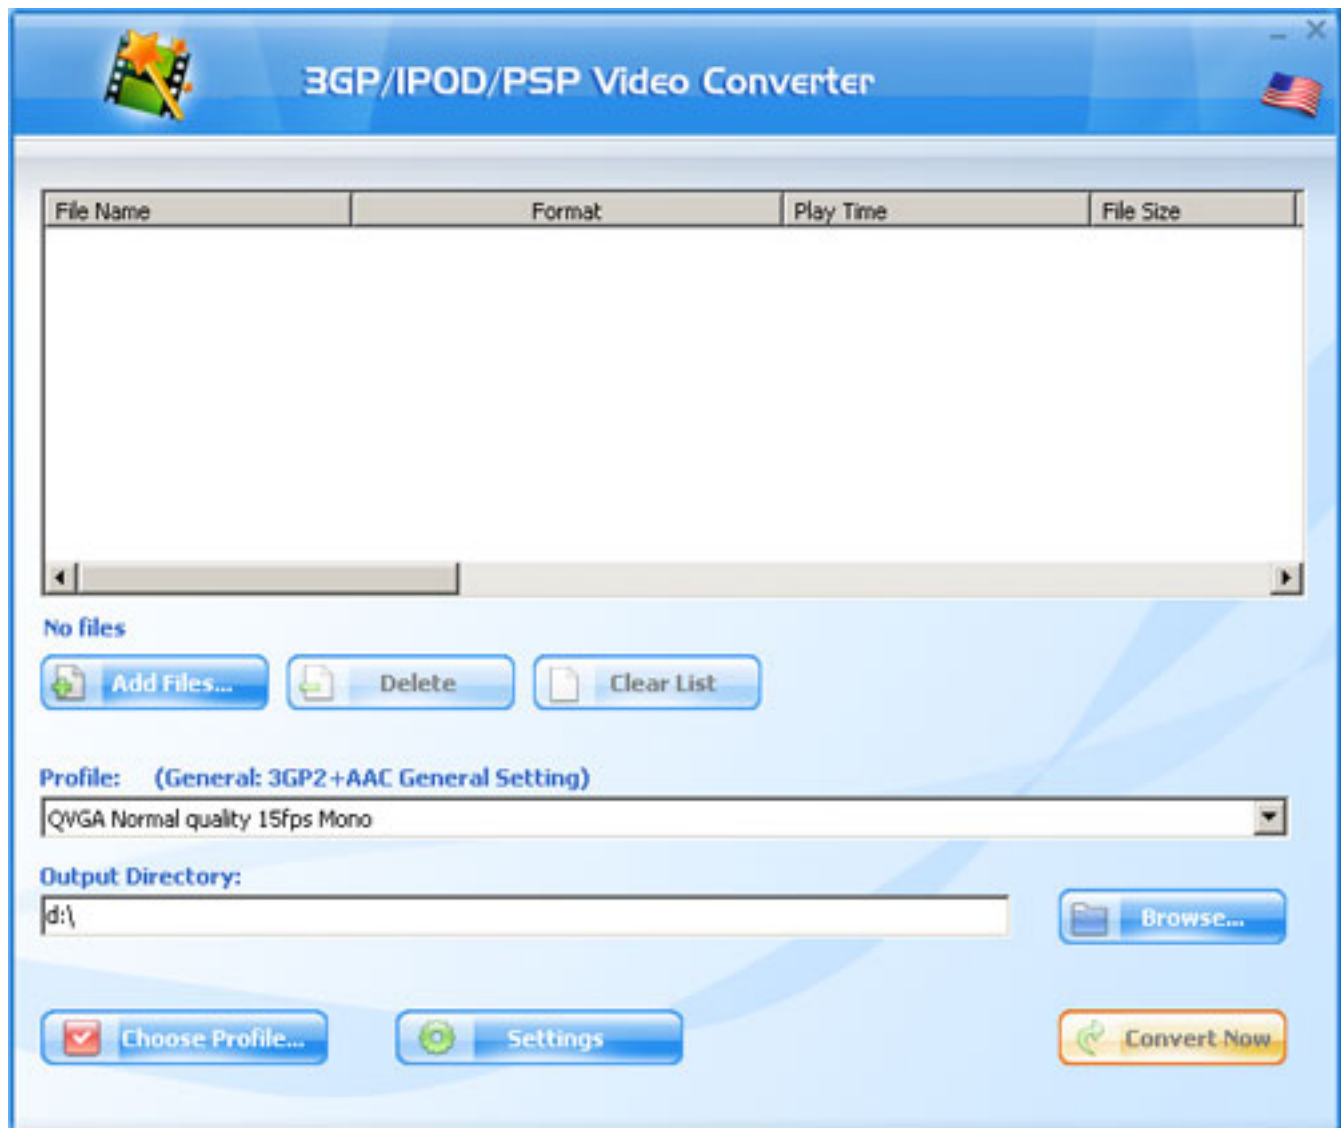 3GP/IPOD/PSP Video Converter
File Name Format Play Time File Size
No files
Add Files... Delete Clear List
Profile: (General: 3GP2+AAC General Setting)
QVGA Normal quality 15fps Mono
Output Directory:
d:\
Browse...
Choose Profile... Settings Convert Now